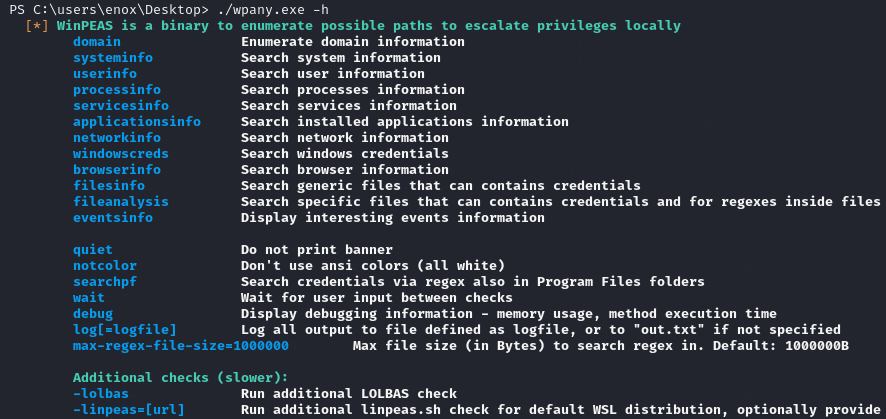 PS C:\users\enox\Desktop> ./wpany.exe -h
[*] WinPEAS is a binary to enumerate possible paths to escalate privileges locally
domain Enumerate domain information
systeminfo Search system information
userinfo Search user information
processinfo Search processes information
servicesinfo Search services information
applicationsinfo Search installed applications information
networkinfo Search network information
windowscreds Search windows credentials
browserinfo Search browser information
filesinfo Search generic files that can contains credentials
fileanalysis Search specific files that can contains credentials and for regexes inside files
eventsinfo Display interesting events information
quiet Do not print banner
notcolor Don't use ansi colors (all white)
searchpf Search credentials via regex also in Program Files folders
wait Wait for user input between checks
debug Display debugging information - memory usage, method execution time
log[=logfile] Log all output to file defined as logfile, or to "out.txt" if not specified
max-regex-file-size=1000000 Max file size (in Bytes) to search regex in. Default: 1000000B
Additional checks (slower):
-lolbas Run additional LOLBAS check
-linpeas=[url] Run additional linpeas.sh check for default WSL distribution, optionally provide